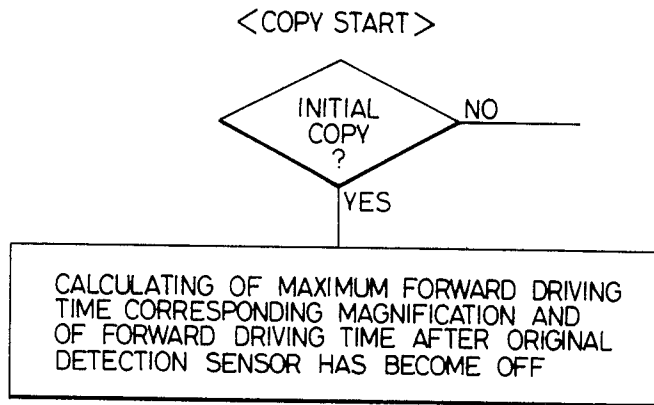 <COPY START>
INITIAL
COPY
?
NO
YES
CALCULATING OF MAXIMUM FORWARD DRIVING
TIME CORRESPONDING MAGNIFICATION AND
OF FORWARD DRIVING TIME AFTER ORIGINAL
DETECTION SENSOR HAS BECOME OFF